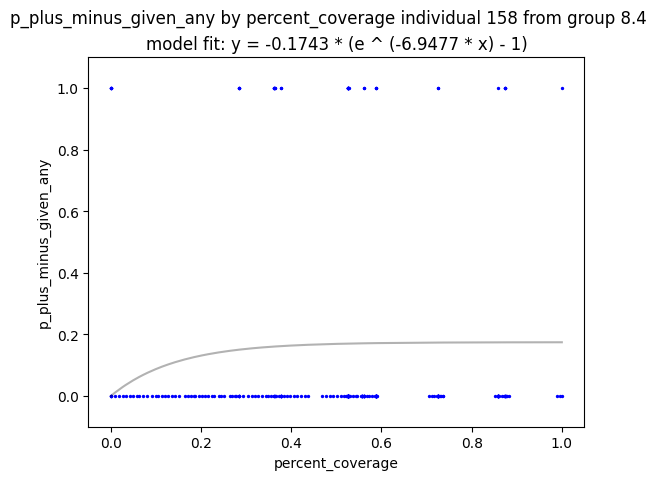 p_plus_minus_given_any by percent_coverage individual 158 from group 8.4
model fit: y = -0.1743 * (e ^ (-6.9477 * x) - 1)
1.0
0.8
0.6
0.4
0.2
0.0
p_plus_minus_given_any
0.0 0.2 0.4 0.6 0.8 1.0
percent_coverage